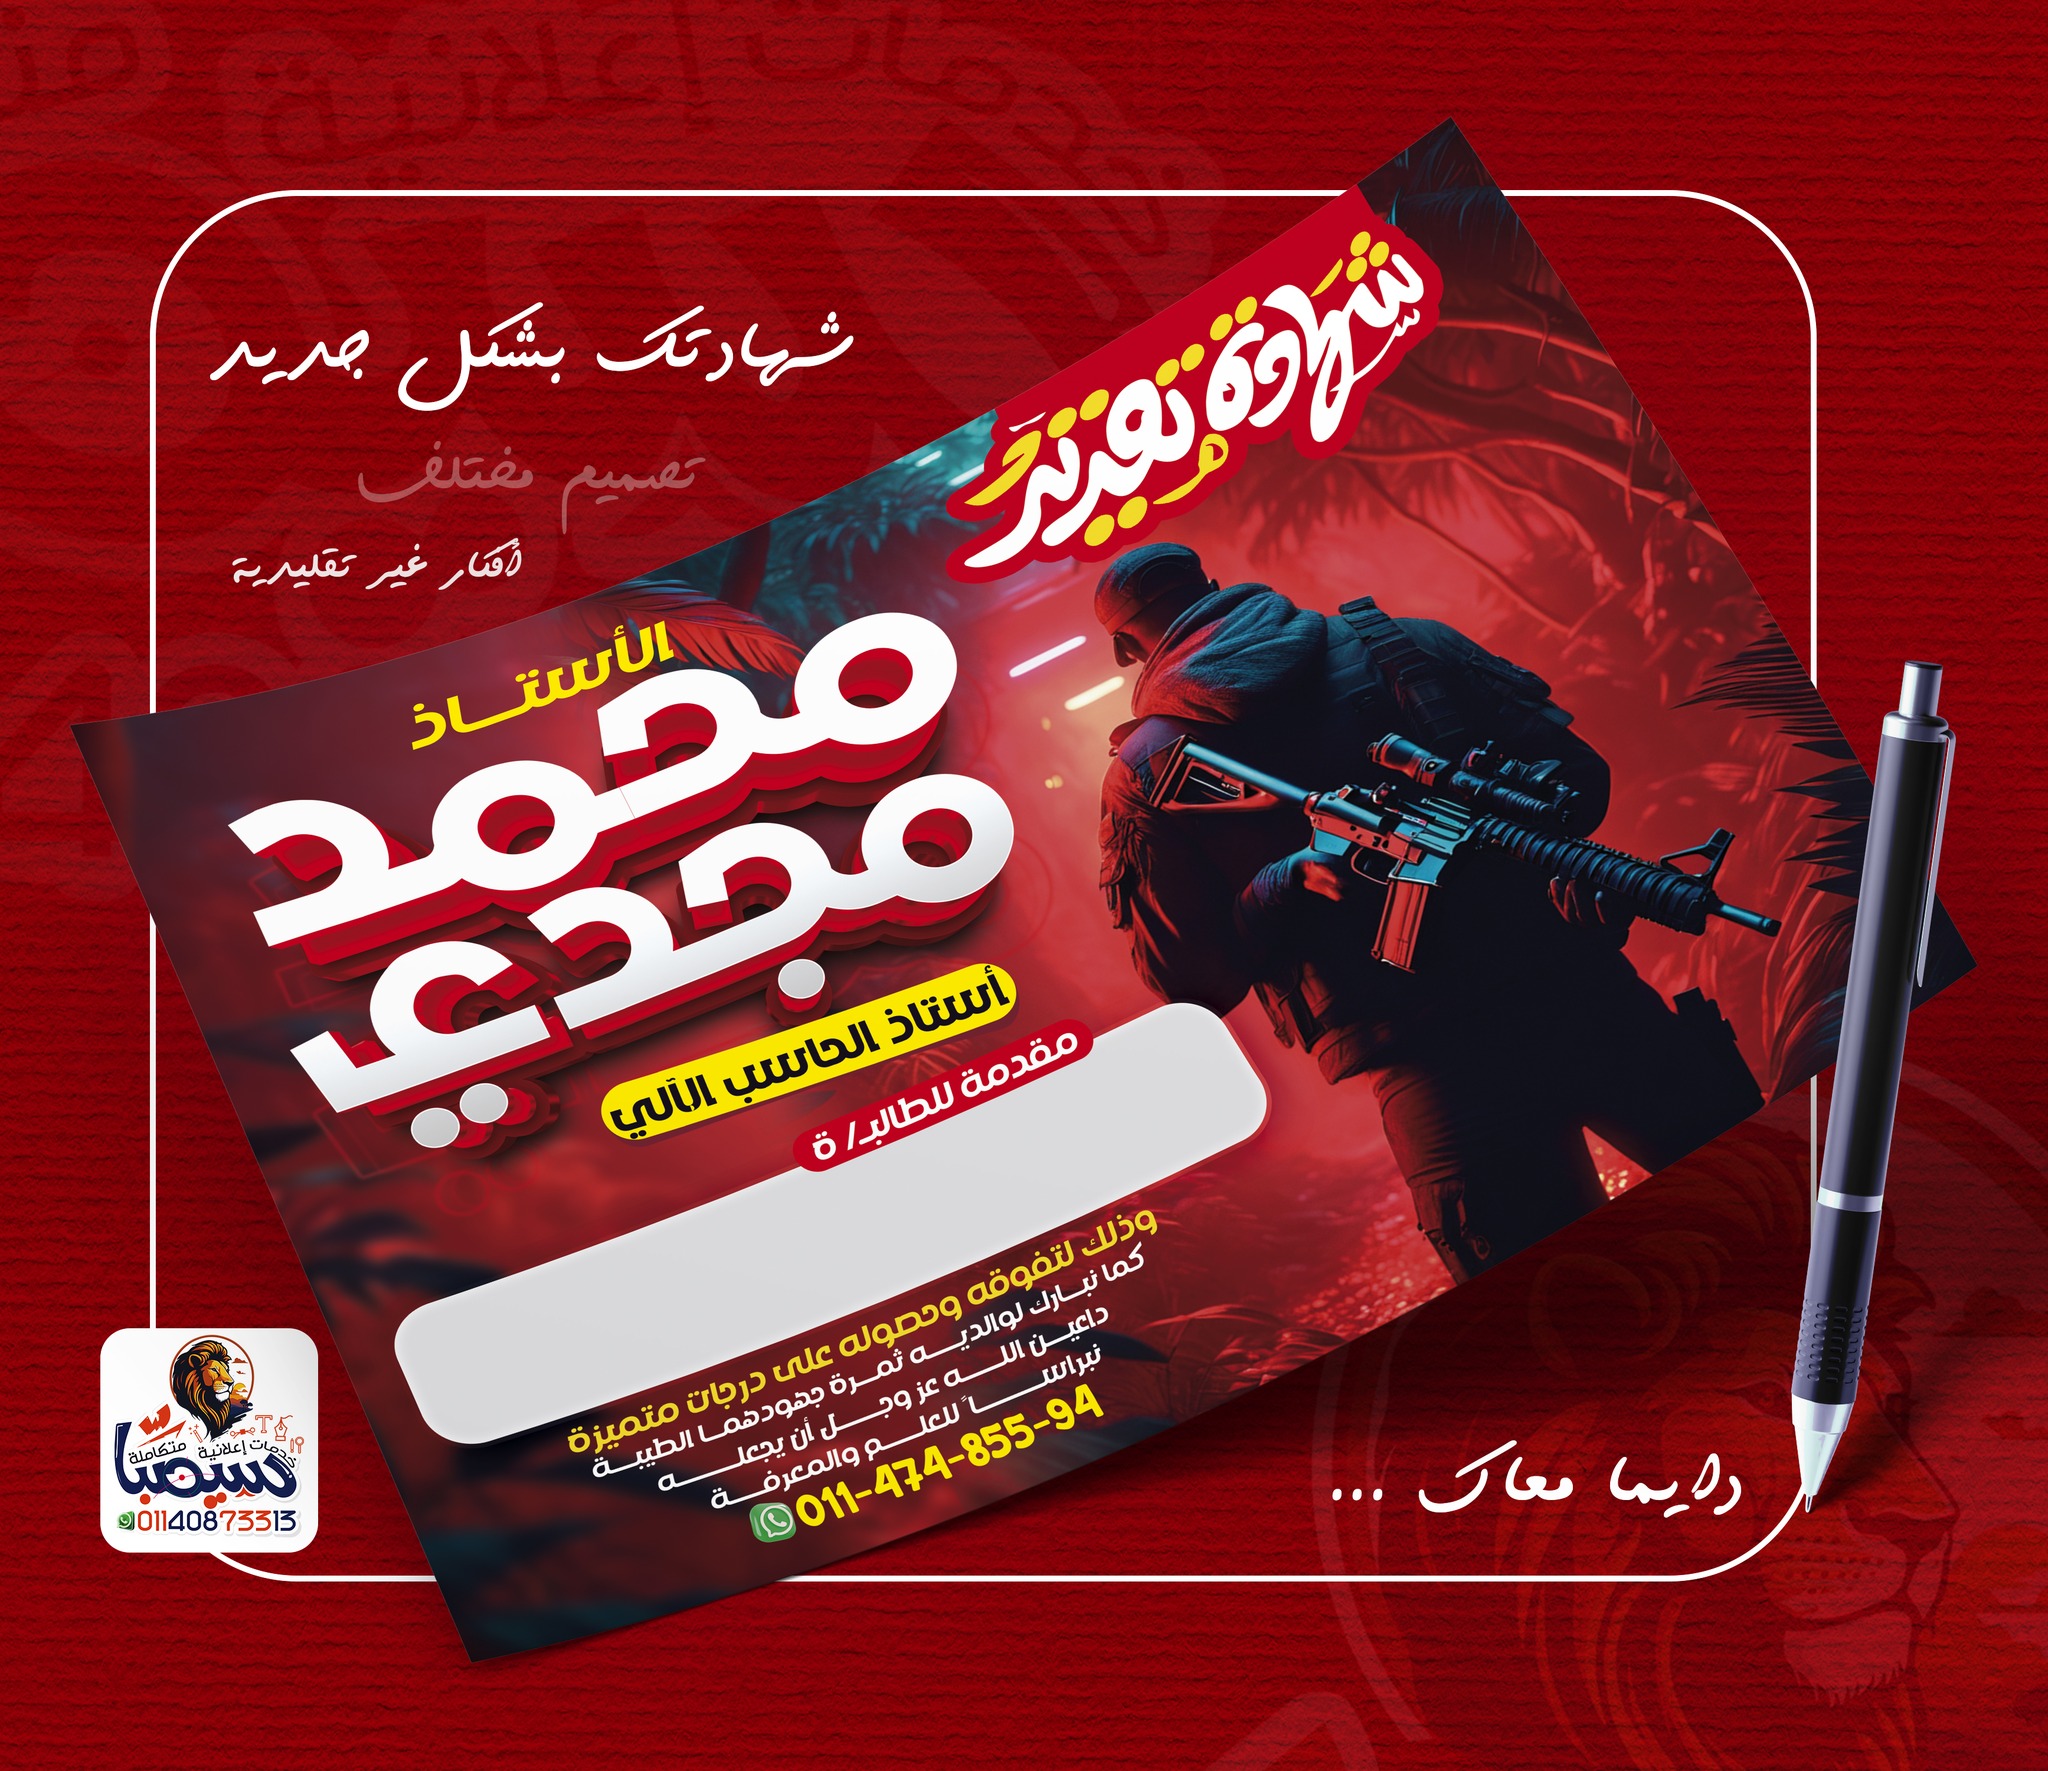 شهادتك بشكل جديد
تصميم مختلف
أفكار غير تقليدية
شهادة تقدير
الأستاذ
محمد
مجدي
أستاذ الحاسب الآلي
مقدمة للطالبـ/ ة
وذلك لتفوقه وحصوله على درجات متميزة
كما نبارك لوالديه ثمرة جهودهما الطيبة
داعين الله عز وجل أن يجعله
نبراساً للعلم والمعرفة
011-474-855-94
خدمات إعلانية متكاملة
سيمبا
01140873313
دايما معاك ...